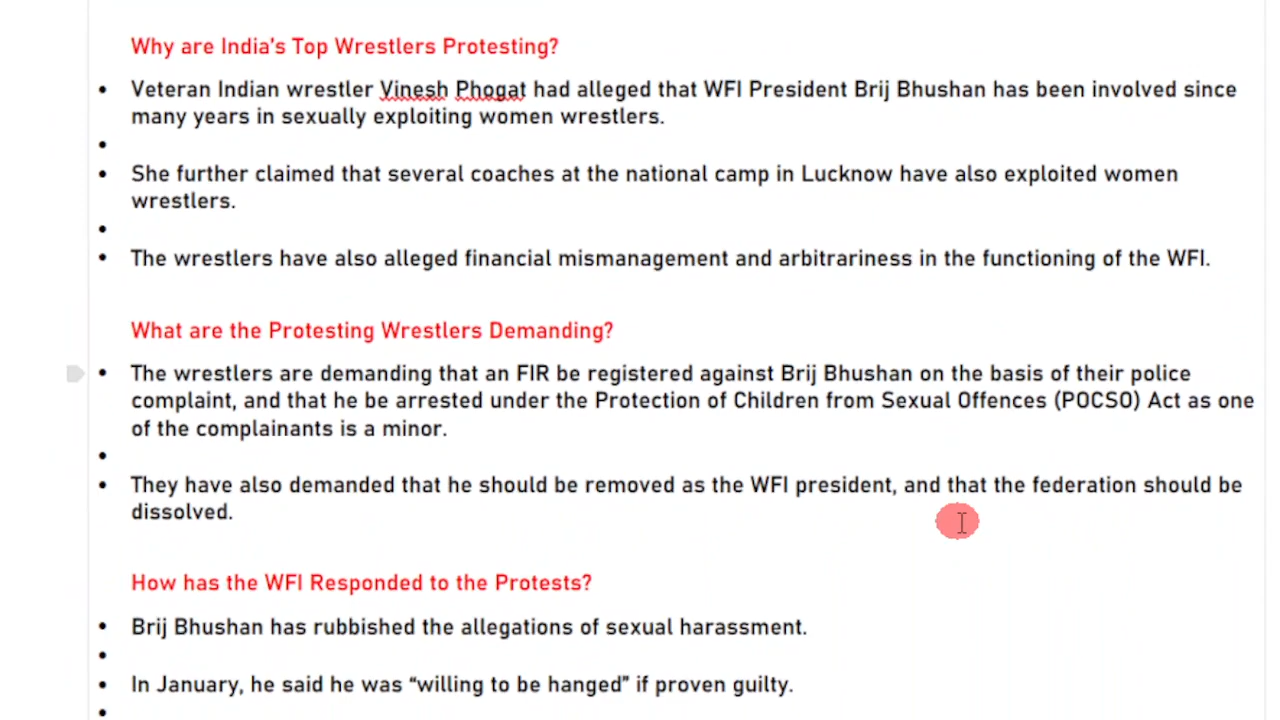 Why are India's Top Wrestlers Protesting?
• Veteran Indian wrestler Vinesh Phogat had alleged that WFI President Brij Bhushan has been involved since
many years in sexually exploiting women wrestlers.
•
• She further claimed that several coaches at the national camp in Lucknow have also exploited women
wrestlers.
•
• The wrestlers have also alleged financial mismanagement and arbitrariness in the functioning of the WFI.
What are the Protesting Wrestlers Demanding?
• The wrestlers are demanding that an FIR be registered against Brij Bhushan on the basis of their police
complaint, and that he be arrested under the Protection of Children from Sexual Offences (POCSO) Act as one
of the complainants is a minor.
•
• They have also demanded that he should be removed as the WFI president, and that the federation should be
dissolved.
How has the WFI Responded to the Protests?
• Brij Bhushan has rubbished the allegations of sexual harassment.
•
• In January, he said he was “willing to be hanged” if proven guilty.
•